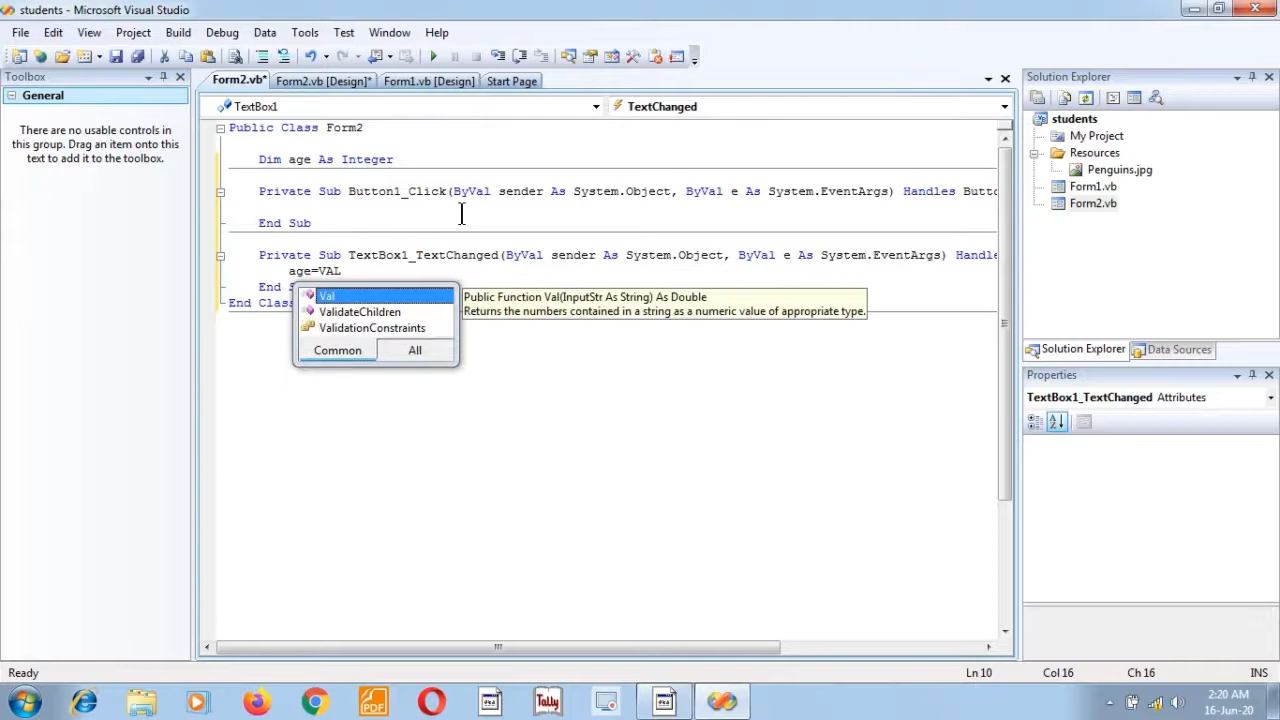 students - Microsoft Visual Studio
File Edit View Project Build Debug Data Tools Test Window Help
Toolbox
General
There are no usable controls in
this group. Drag an item onto this
text to add it to the toolbox.
Form2.vb* Form2.vb [Design]* Form1.vb [Design] Start Page
TextBox1 TextChanged
Public Class Form2
Dim age As Integer
Private Sub Button1_Click(ByVal sender As System.Object, ByVal e As System.EventArgs) Handles Butto
End Sub
Private Sub TextBox1_TextChanged(ByVal sender As System.Object, ByVal e As System.EventArgs) Handle
age=VAL
End S
End Class
Val
ValidateChildren
ValidationConstraints
Common All
Public Function Val(InputStr As String) As Double
Returns the numbers contained in a string as a numeric value of appropriate type.
Solution Explorer
students
My Project
Resources
Penguins.jpg
Form1.vb
Form2.vb
Solution Explorer Data Sources
Properties
TextBox1_TextChanged Attributes
Ready Ln 10 Col 16 Ch 16 INS
PDF Tally
2:20 AM
16-Jun-20